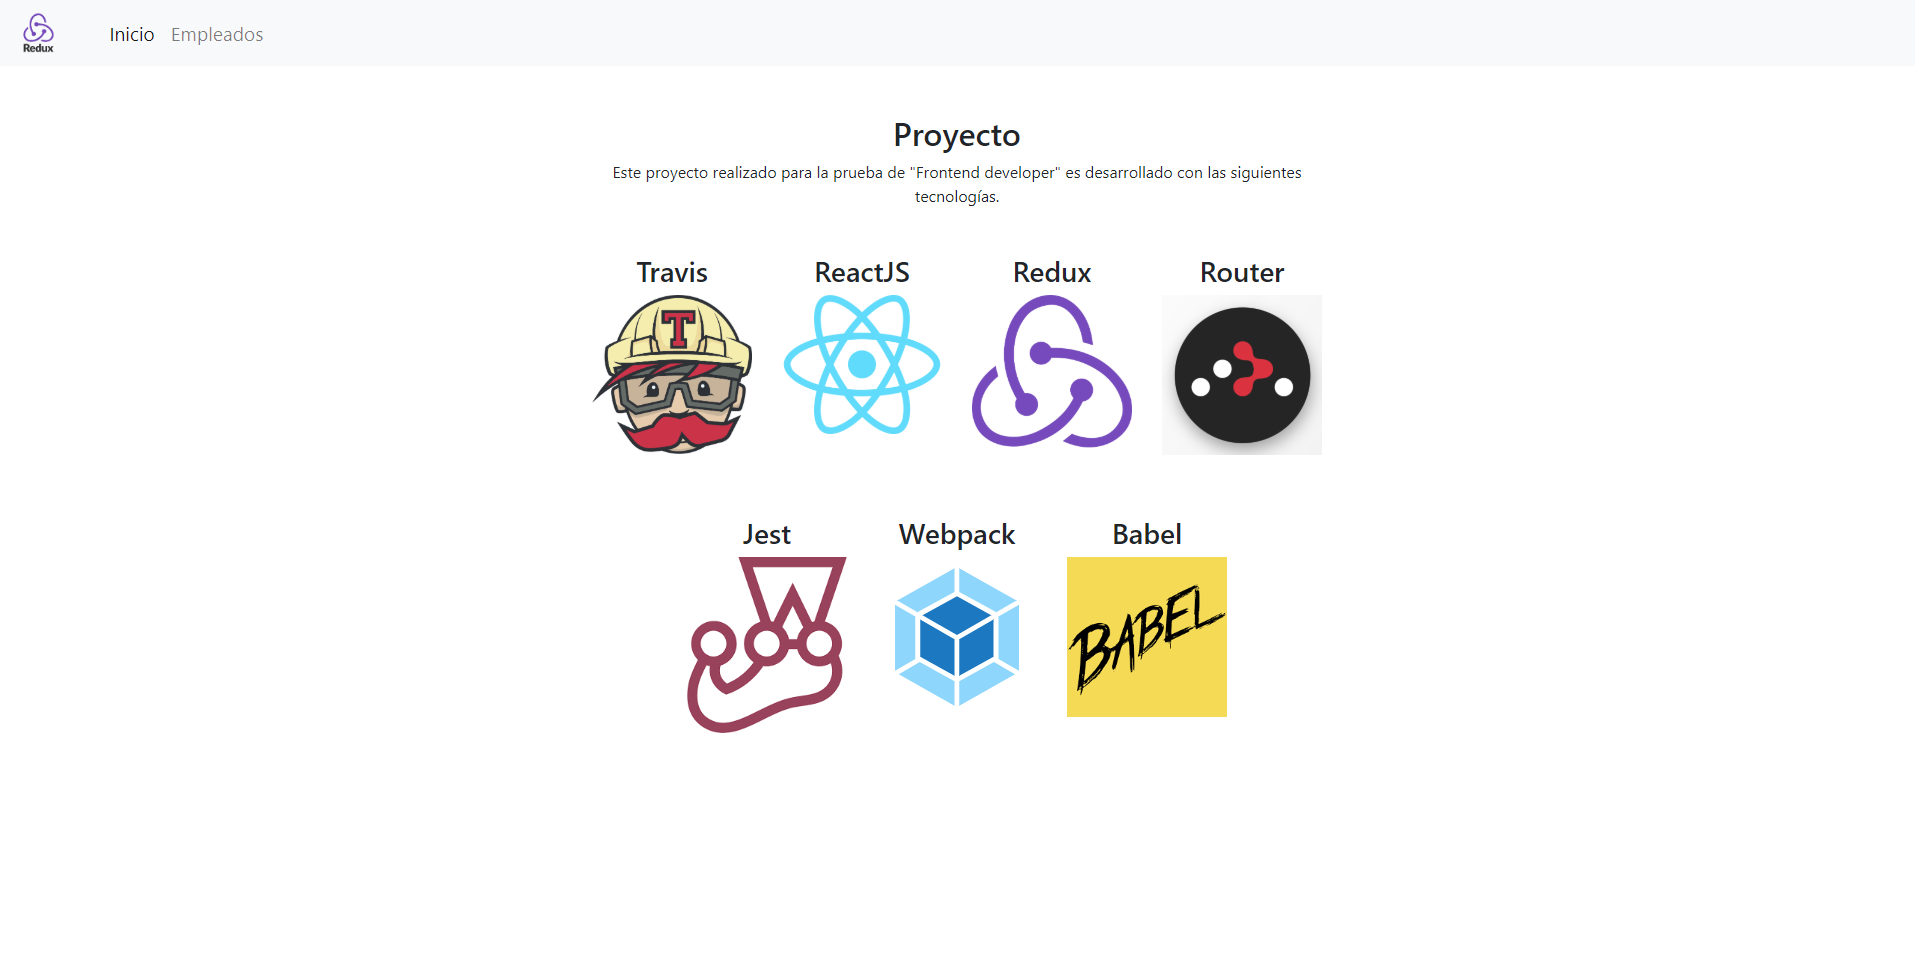 Redux
Inicio Empleados
Proyecto
Este proyecto realizado para la prueba de "Frontend developer" es desarrollado con las siguientes
tecnologías.
Travis ReactJS Redux Router
T
Jest Webpack Babel
BABEL